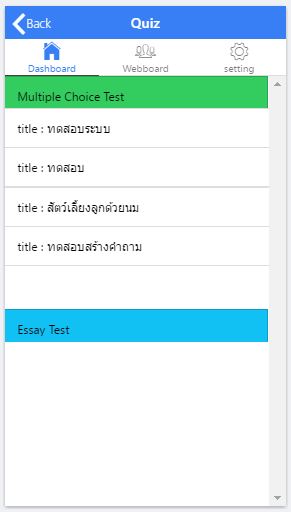 Back
Quiz
Dashboard
Webboard
setting
Multiple Choice Test
title : ทดสอบระบบ
title : ทดสอบ
title : สัตว์เลี้ยงลูกด้วยนม
title : ทดสอบสร้างคำถาม
Essay Test